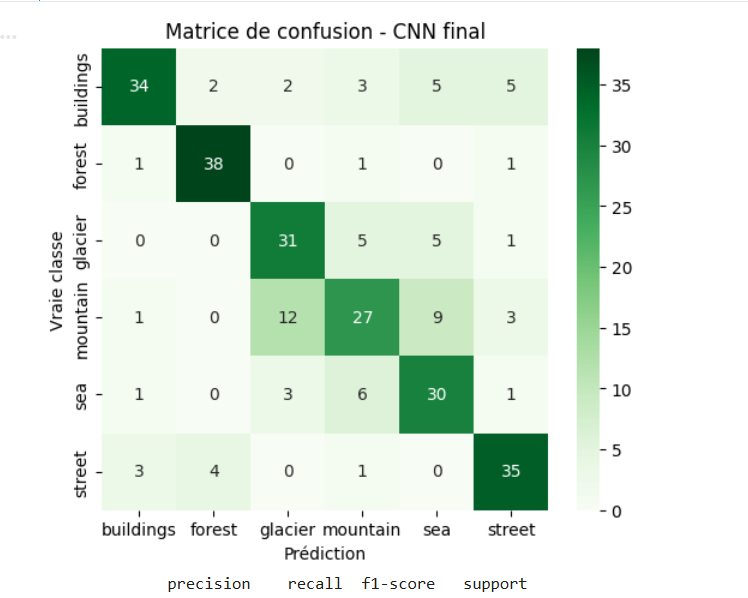 Matrice de confusion - CNN final
buildings 34 2 2 3 5 5
forest 1 38 0 1 0 1
glacier 0 0 31 5 5 1
mountain 1 0 12 27 9 3
sea 1 0 3 6 30 1
street 3 4 0 1 0 35
Vraie classe
buildings forest glacier mountain sea street
Prédiction
35
30
25
20
15
10
5
0
precision recall f1-score support